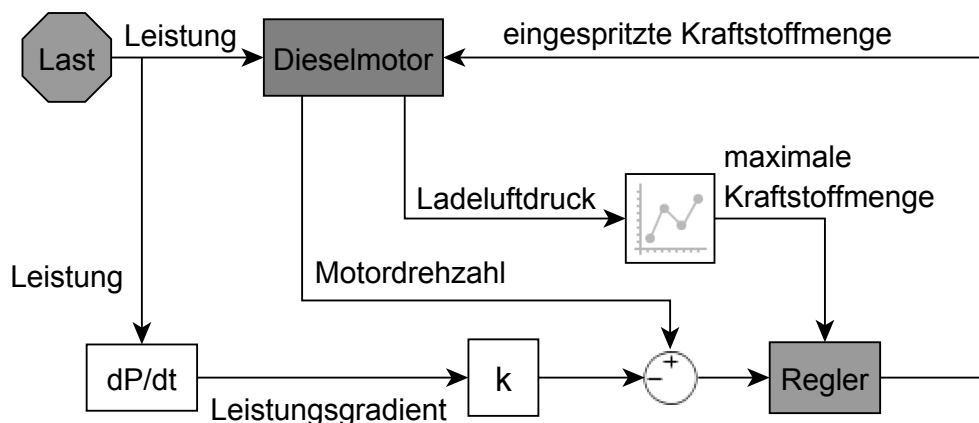 Last
Leistung
Dieselmotor
eingespritzte Kraftstoffmenge
maximale
Kraftstoffmenge
Ladeluftdruck
Leistung
Motordrehzahl
+
−
dP/dt
k
Regler
Leistungsgradient